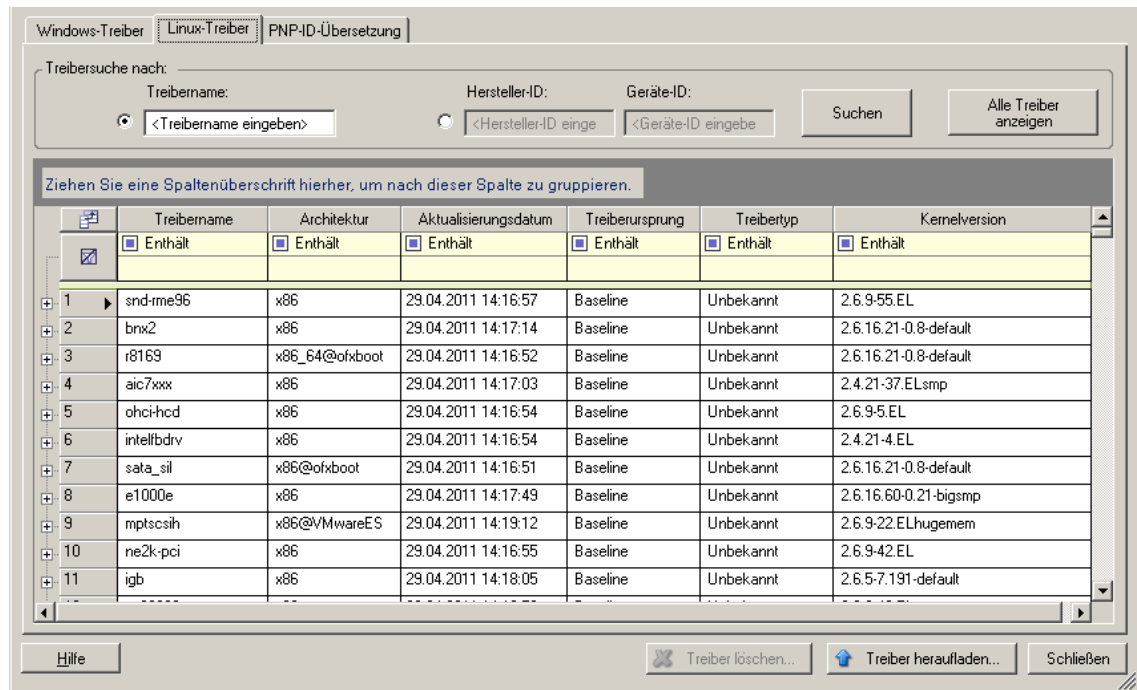 Windows-Treiber Linux-Treiber PNP-ID-Übersetzung
Treibersuche nach:
Treibername: Hersteller-ID: Geräte-ID:
<Treibername eingeben> <Hersteller-ID einge <Geräte-ID eingebe Suchen Alle Treiber anzeigen
Ziehen Sie eine Spaltenüberschrift hierher, um nach dieser Spalte zu gruppieren.
Treibername Architektur Aktualisierungsdatum Treiberursprung Treibertyp Kernelversion
Enthält Enthält Enthält Enthält Enthält Enthält
1 snd-rme96 x86 29.04.2011 14:16:57 Baseline Unbekannt 2.6.9-55.EL
2 bnx2 x86 29.04.2011 14:17:14 Baseline Unbekannt 2.6.16.21-0.8-default
3 r8169 x86_64@ofxboot 29.04.2011 14:16:52 Baseline Unbekannt 2.6.16.21-0.8-default
4 aic7xxx x86 29.04.2011 14:17:03 Baseline Unbekannt 2.4.21-37.ELsmp
5 ohci-hcd x86 29.04.2011 14:16:54 Baseline Unbekannt 2.6.9-5.EL
6 intelfbdrv x86 29.04.2011 14:16:54 Baseline Unbekannt 2.4.21-4.EL
7 sata_sil x86@ofxboot 29.04.2011 14:16:51 Baseline Unbekannt 2.6.16.21-0.8-default
8 e1000e x86 29.04.2011 14:17:49 Baseline Unbekannt 2.6.16.60-0.21-bigsmp
9 mptscsih x86@VMwareES 29.04.2011 14:19:12 Baseline Unbekannt 2.6.9-22.ELhugemem
10 ne2k-pci x86 29.04.2011 14:16:55 Baseline Unbekannt 2.6.9-42.EL
11 igb x86 29.04.2011 14:18:05 Baseline Unbekannt 2.6.5-7.191-default
Hilfe Treiber löschen... Treiber heraufladen... Schließen